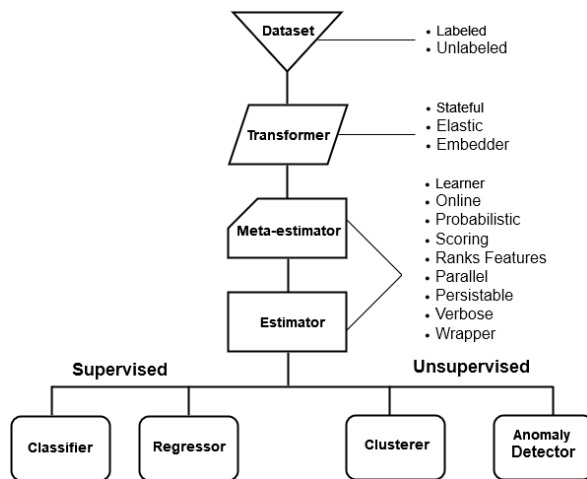 Dataset
• Labeled
• Unlabeled
Transformer
• Stateful
• Elastic
• Embedder
Meta-estimator
Estimator
• Learner
• Online
• Probabilistic
• Scoring
• Ranks Features
• Parallel
• Persistable
• Verbose
• Wrapper
Supervised
Unsupervised
Classifier
Regressor
Clusterer
Anomaly
Detector